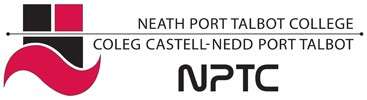 NEATH PORT TALBOT COLLEGE
COLEG CASTELL-NEDD PORT TALBOT
NPTC